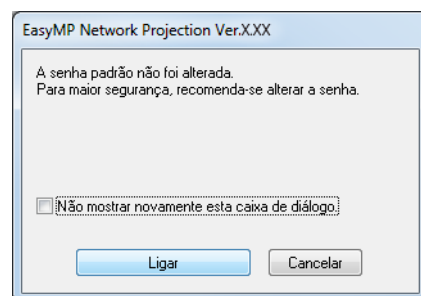 EasyMP Network Projection Ver.X.XX
A senha padrão não foi alterada.
Para maior segurança, recomenda-se alterar a senha.
Não mostrar novamente esta caixa de diálogo.
Ligar
Cancelar